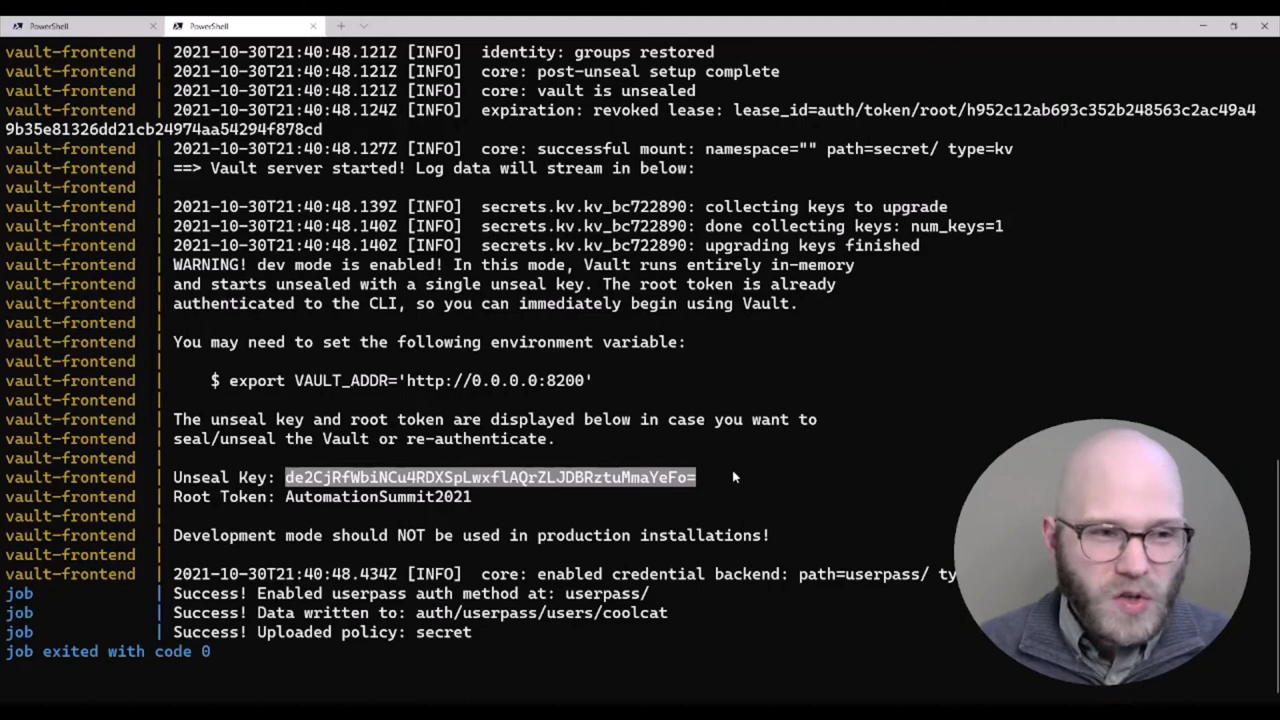 PowerShell
PowerShell
vault-frontend | 2021-10-30T21:40:48.121Z [INFO] identity: groups restored
vault-frontend | 2021-10-30T21:40:48.121Z [INFO] core: post-unseal setup complete
vault-frontend | 2021-10-30T21:40:48.121Z [INFO] core: vault is unsealed
vault-frontend | 2021-10-30T21:40:48.124Z [INFO] expiration: revoked lease: lease_id=auth/token/root/h952c12ab693c352b248563c2ac49a4
9b35e81326dd21cb24974aa54294f878cd
vault-frontend | 2021-10-30T21:40:48.127Z [INFO] core: successful mount: namespace="" path=secret/ type=kv
vault-frontend | ==> Vault server started! Log data will stream in below:
vault-frontend |
vault-frontend | 2021-10-30T21:40:48.139Z [INFO] secrets.kv.kv_bc722890: collecting keys to upgrade
vault-frontend | 2021-10-30T21:40:48.140Z [INFO] secrets.kv.kv_bc722890: done collecting keys: num_keys=1
vault-frontend | 2021-10-30T21:40:48.140Z [INFO] secrets.kv.kv_bc722890: upgrading keys finished
vault-frontend | WARNING! dev mode is enabled! In this mode, Vault runs entirely in-memory
vault-frontend | and starts unsealed with a single unseal key. The root token is already
vault-frontend | authenticated to the CLI, so you can immediately begin using Vault.
vault-frontend |
vault-frontend | You may need to set the following environment variable:
vault-frontend |
vault-frontend | $ export VAULT_ADDR='http://0.0.0.0:8200'
vault-frontend |
vault-frontend | The unseal key and root token are displayed below in case you want to
vault-frontend | seal/unseal the Vault or re-authenticate.
vault-frontend |
vault-frontend | Unseal Key: de2CjRfWbiNCu4RDXSpLwxflAQrZLJDBRztuMmaYeFo=
vault-frontend | Root Token: AutomationSummit2021
vault-frontend |
vault-frontend | Development mode should NOT be used in production installations!
vault-frontend |
vault-frontend | 2021-10-30T21:40:48.434Z [INFO] core: enabled credential backend: path=userpass/ ty
job | Success! Enabled userpass auth method at: userpass/
job | Success! Data written to: auth/userpass/users/coolcat
job | Success! Uploaded policy: secret
job exited with code 0